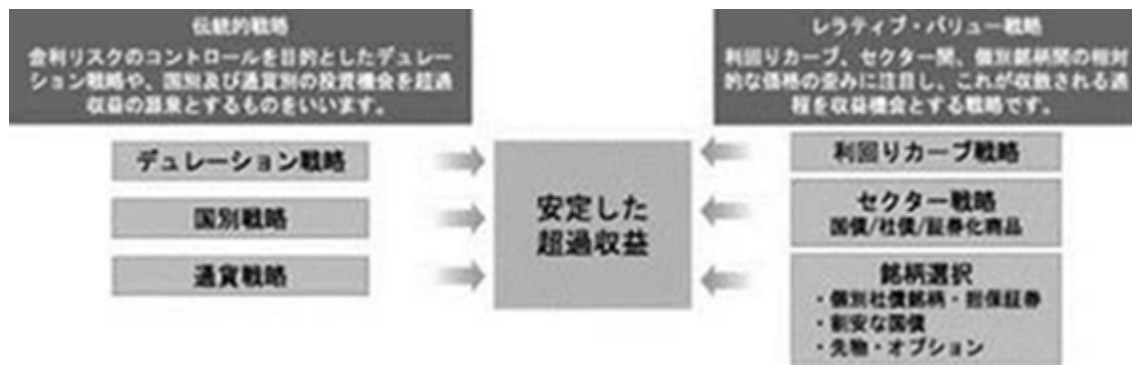 伝統的戦略
金利リスクのコントロールを目的としたデュレー
ション戦略や、国別及び通貨別の投資機会を超過
収益の源泉とするものをいいます。
デュレーション戦略
国別戦略
通貨戦略
安定した
超過収益
レラティブ・バリュー戦略
利回りカーブ、セクター間、個別銘柄間の相対
的な価格の歪みに注目し、これが収斂される過
程を収益機会とする戦略です。
利回りカーブ戦略
セクター戦略
国債/社債/証券化商品
銘柄選択
・個別社債銘柄・担保証券
・割安な国債
・先物・オプション